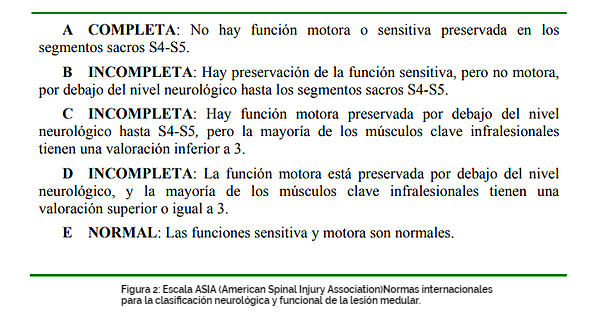 A COMPLETA: No hay función motora o sensitiva preservada en los
segmentos sacros S4-S5.
B INCOMPLETA: Hay preservación de la función sensitiva, pero no motora,
por debajo del nivel neurológico hasta los segmentos sacros S4-S5.
C INCOMPLETA: Hay función motora preservada por debajo del nivel
neurológico hasta S4-S5, pero la mayoría de los músculos clave infralesionales
tienen una valoración inferior a 3.
D INCOMPLETA: La función motora está preservada por debajo del nivel
neurológico, y la mayoría de los músculos clave infralesionales tienen una
valoración superior o igual a 3.
E NORMAL: Las funciones sensitiva y motora son normales.
Figura 2: Escala ASIA (American Spinal Injury Association)Normas internacionales
para la clasificación neurológica y funcional de la lesión medular.